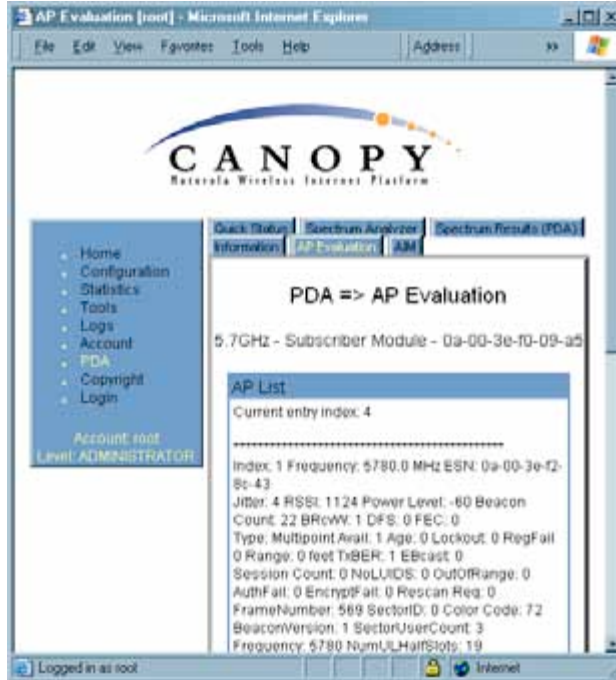 AP Evaluation [root] - Microsoft Internet Explorer
File Edit View Favorites Tools Help
Address
CANOPY
Motorola Wireless Internet Platform
Quick Status Spectrum Analyzer Spectrum Results (PDA)
Information AP Evaluation AIM
Home
Configuration
Statistics
Tools
Logs
Account
PDA
Copyright
Login
Account: root
Level: ADMINISTRATOR
PDA => AP Evaluation
5.7GHz - Subscriber Module - 0a-00-3e-f0-09-a5
AP List
Current entry index: 4
Index: 1 Frequency: 5780.0 MHz ESN: 0a-00-3e-f2-
8c-43
Jitter: 4 RSSI: 1124 Power Level: -60 Beacon
Count: 22 BRcvW: 1 DFS: 0 FEC: 0
Type: Multipoint Avail: 1 Age: 0 Lockout: 0 RegFail
0 Range: 0 feet TxBER: 1 EBcast: 0
Session Count: 0 NoLUIDS: 0 OutOfRange: 0
AuthFail: 0 EncryptFail: 0 Rescan Req: 0
FrameNumber: 569 SectorID: 0 Color Code: 72
BeaconVersion: 1 SectorUserCount: 3
Frequency: 5780 NumULHalfSlots: 19
Logged in as root
Internet